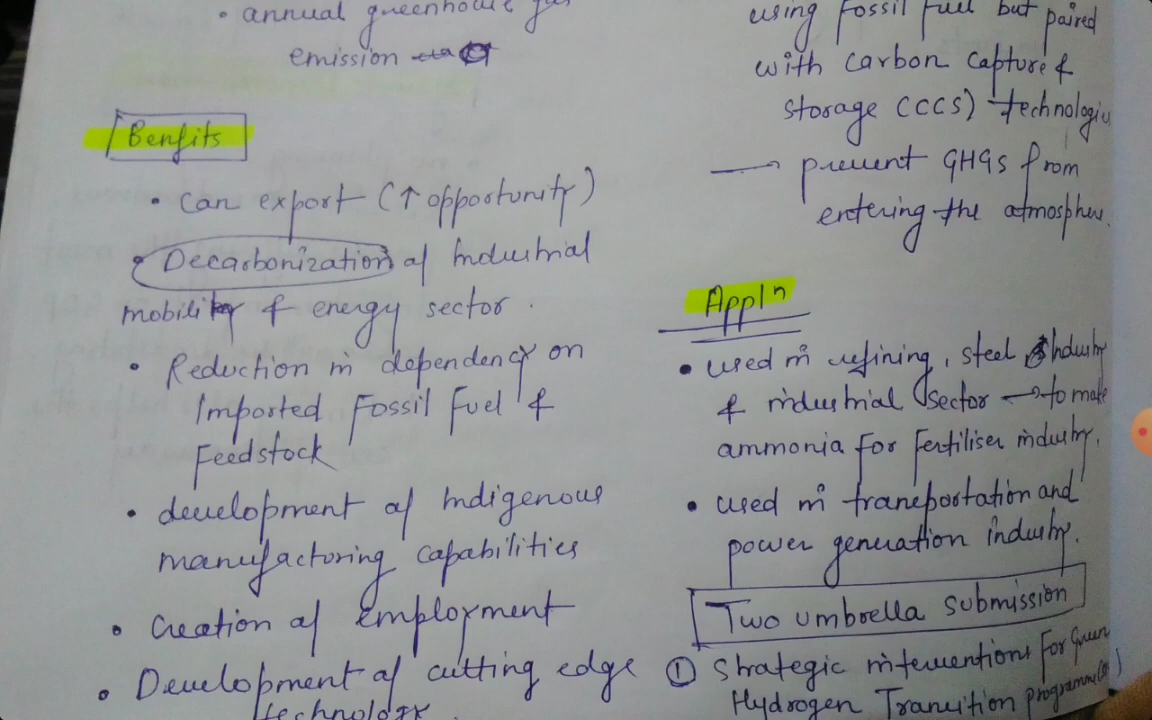 • annual greenhouse gas
emission
Benfits
• can export (↑ opportunity)
• Decarbonization of Industrial
mobility & energy sector.
• Reduction in dependency on
Imported Fossil Fuel &
Feedstock
• development of Indigenous
manufactoring capabilities
• Creation of Employment
• Development of cutting edge
technology.
using Fossil Fuel but paired
with carbon capture &
storage (CCS) technologies
→ prevent GHGs from
entering the atmosphere.
Appln
• used in refining, steel Industry
& industrial sector → to make
ammonia for Fertiliser industry.
• used in transportation and
power generation industry.
Two umbrella submission
① Strategic interventions For Green
Hydrogen Transition programme